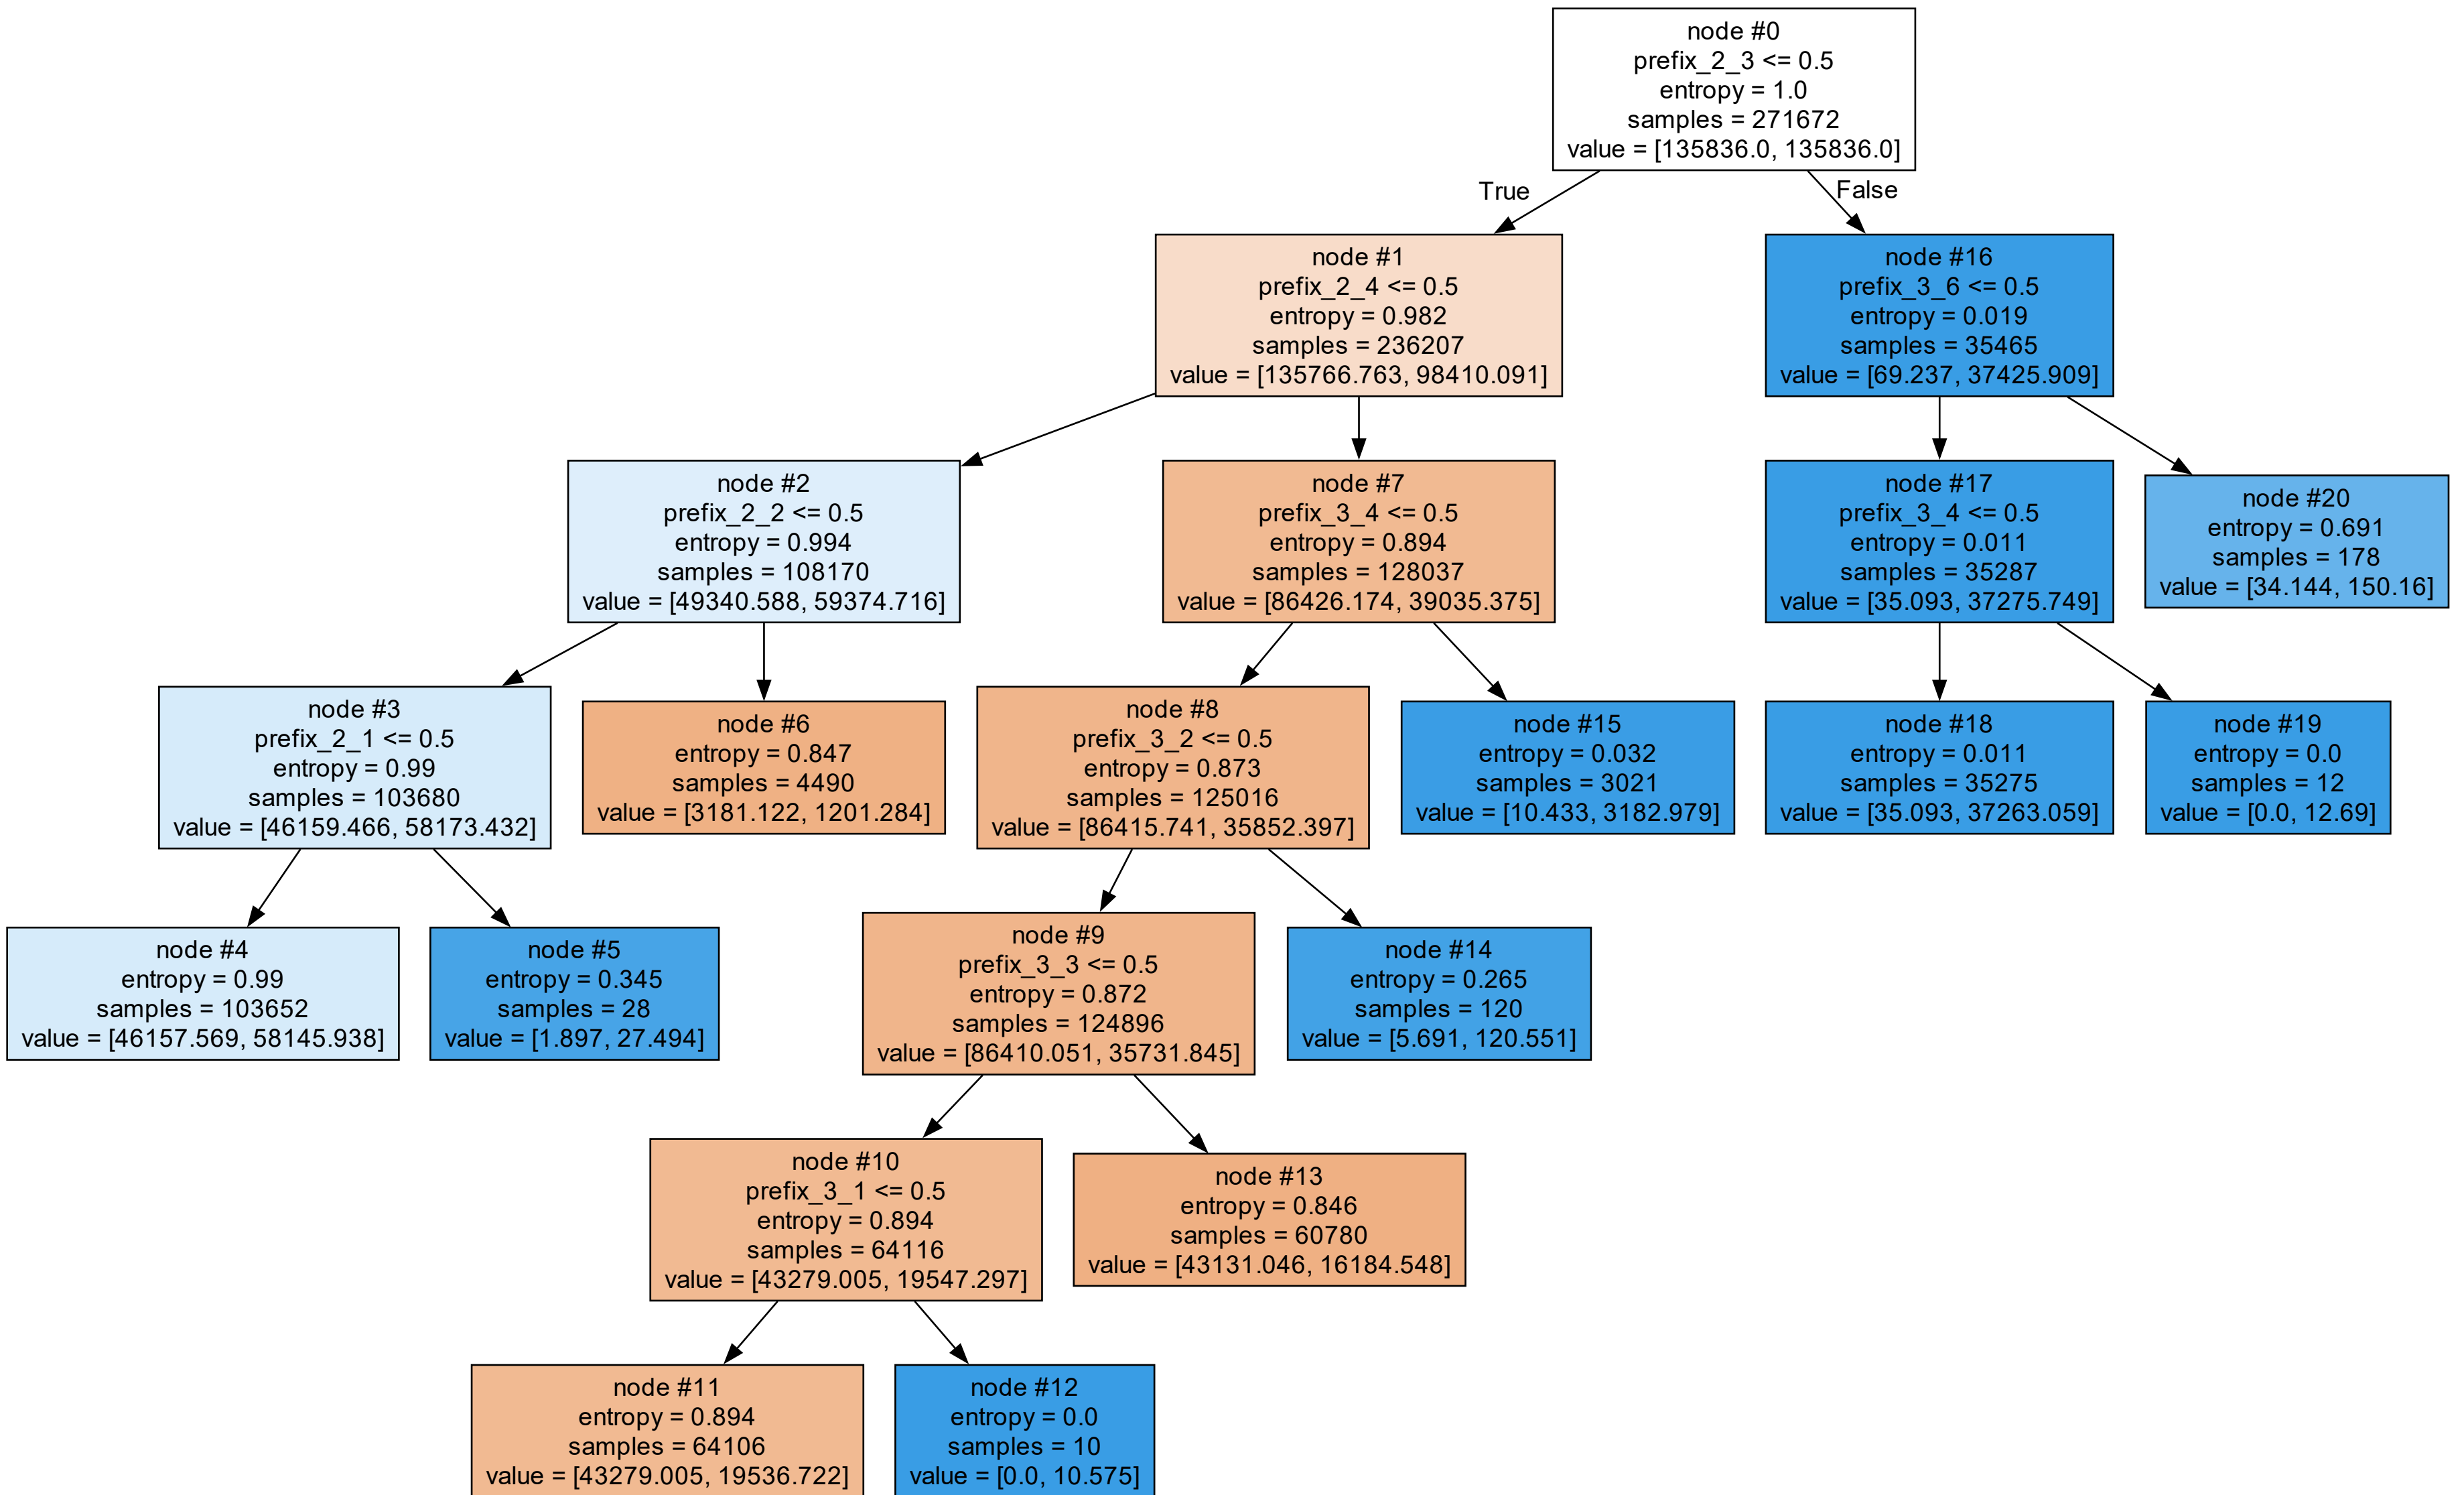 node #0
prefix_2_3 <= 0.5
entropy = 1.0
samples = 271672
value = [135836.0, 135836.0]
True
False
node #1
prefix_2_4 <= 0.5
entropy = 0.982
samples = 236207
value = [135766.763, 98410.091]
node #16
prefix_3_6 <= 0.5
entropy = 0.019
samples = 35465
value = [69.237, 37425.909]
node #2
prefix_2_2 <= 0.5
entropy = 0.994
samples = 108170
value = [49340.588, 59374.716]
node #7
prefix_3_4 <= 0.5
entropy = 0.894
samples = 128037
value = [86426.174, 39035.375]
node #17
prefix_3_4 <= 0.5
entropy = 0.011
samples = 35287
value = [35.093, 37275.749]
node #20
entropy = 0.691
samples = 178
value = [34.144, 150.16]
node #3
prefix_2_1 <= 0.5
entropy = 0.99
samples = 103680
value = [46159.466, 58173.432]
node #6
entropy = 0.847
samples = 4490
value = [3181.122, 1201.284]
node #8
prefix_3_2 <= 0.5
entropy = 0.873
samples = 125016
value = [86415.741, 35852.397]
node #15
entropy = 0.032
samples = 3021
value = [10.433, 3182.979]
node #18
entropy = 0.011
samples = 35275
value = [35.093, 37263.059]
node #19
entropy = 0.0
samples = 12
value = [0.0, 12.69]
node #4
entropy = 0.99
samples = 103652
value = [46157.569, 58145.938]
node #5
entropy = 0.345
samples = 28
value = [1.897, 27.494]
node #9
prefix_3_3 <= 0.5
entropy = 0.872
samples = 124896
value = [86410.051, 35731.845]
node #14
entropy = 0.265
samples = 120
value = [5.691, 120.551]
node #10
prefix_3_1 <= 0.5
entropy = 0.894
samples = 64116
value = [43279.005, 19547.297]
node #13
entropy = 0.846
samples = 60780
value = [43131.046, 16184.548]
node #11
entropy = 0.894
samples = 64106
value = [43279.005, 19536.722]
node #12
entropy = 0.0
samples = 10
value = [0.0, 10.575]